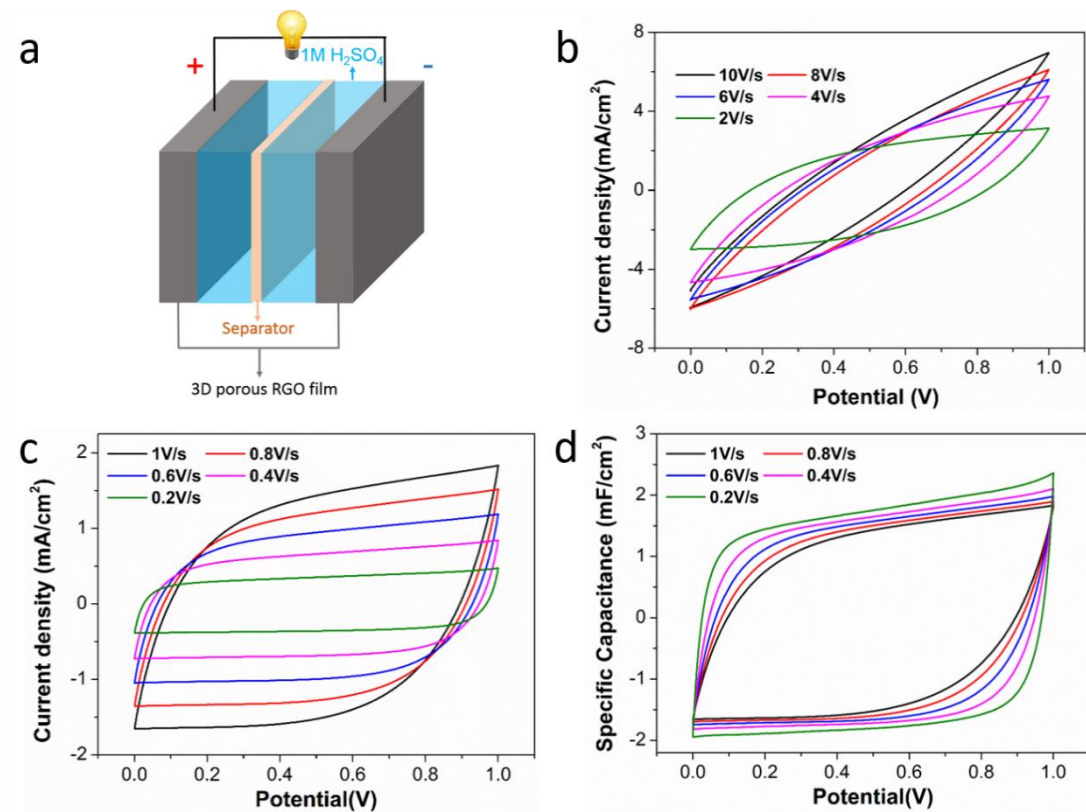 a
+
1M H₂SO₄
-
Separator
3D porous RGO film
b
10V/s 8V/s
6V/s 4V/s
2V/s
Current density(mA/cm²)
8
4
0
-4
-8
0.0 0.2 0.4 0.6 0.8 1.0
Potential (V)
c
1V/s 0.8V/s
0.6V/s 0.4V/s
0.2V/s
Current density (mA/cm²)
2
1
0
-1
-2
0.0 0.2 0.4 0.6 0.8 1.0
Potential(V)
d
1V/s 0.8V/s
0.6V/s 0.4V/s
0.2V/s
Specific Capacitance (mF/cm²)
3
2
1
0
-1
-2
0.0 0.2 0.4 0.6 0.8 1.0
Potential(V)